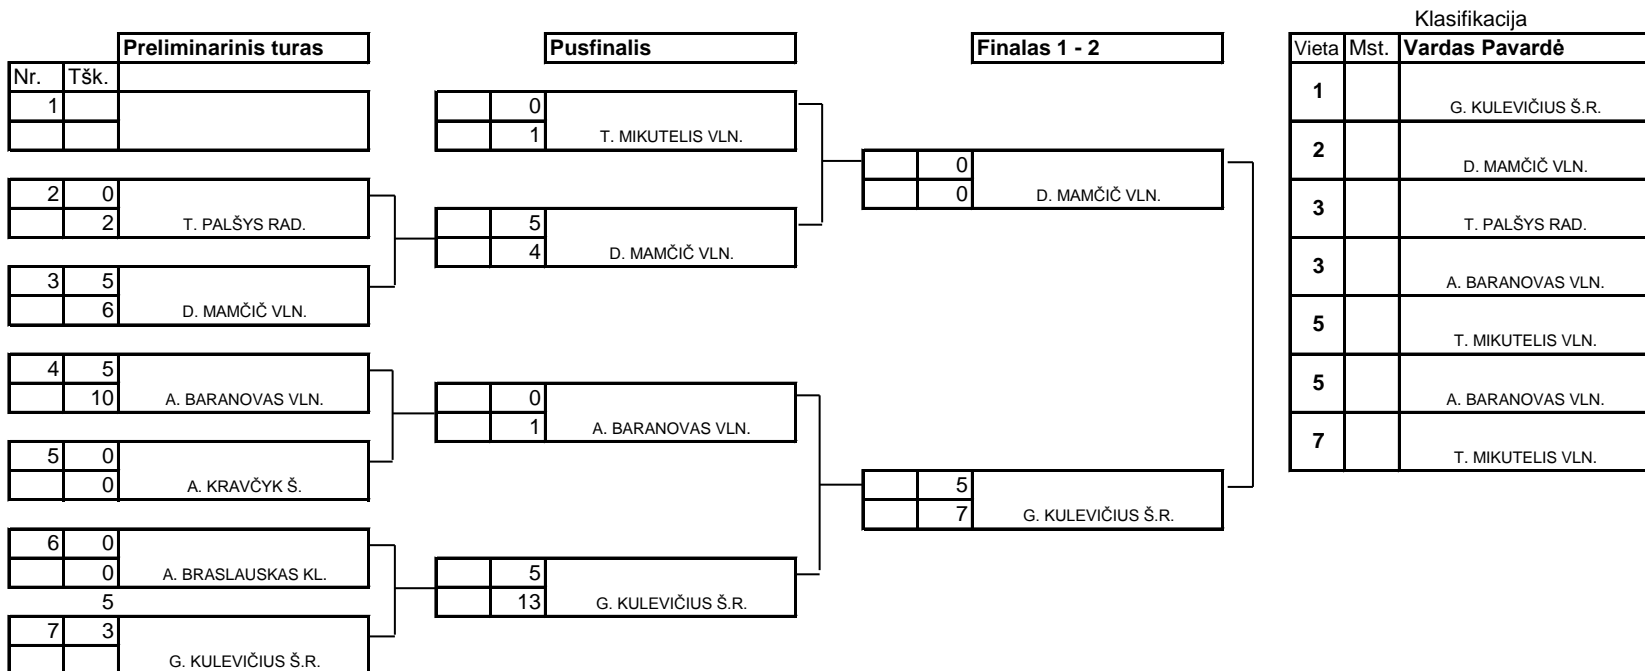 Klasifikacija
Preliminarinis turas Pusfinalis Finalas 1 - 2 Vieta Mst. Vardas Pavardė
Nr. Tšk.
1
0
1 T. MIKUTELIS VLN.
2 0
2 T. PALŠYS RAD.
3 5
6 D. MAMČIČ VLN.
5
4 D. MAMČIČ VLN.
0
0 D. MAMČIČ VLN.
4 5
10 A. BARANOVAS VLN.
5 0
0 A. KRAVČYK Š.
0
1 A. BARANOVAS VLN.
6 0
0 A. BRASLAUSKAS KL.
5
7 3
G. KULEVIČIUS Š.R.
5
13 G. KULEVIČIUS Š.R.
5
7 G. KULEVIČIUS Š.R.
1 G. KULEVIČIUS Š.R.
2 D. MAMČIČ VLN.
3 T. PALŠYS RAD.
3 A. BARANOVAS VLN.
5 T. MIKUTELIS VLN.
5 A. BARANOVAS VLN.
7 T. MIKUTELIS VLN.